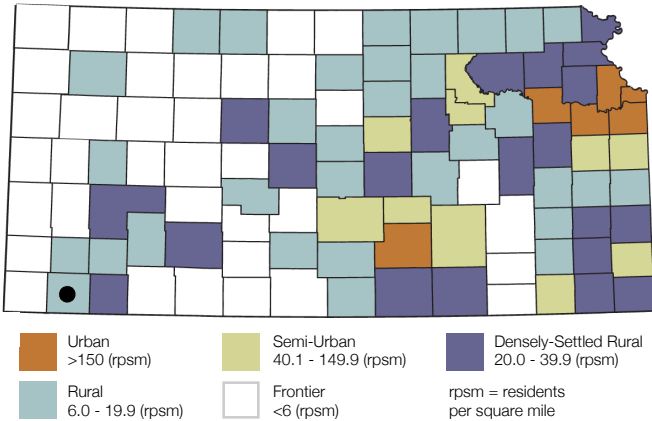 Urban
>150 (rpsm)
Semi-Urban
40.1 - 149.9 (rpsm)
Densely-Settled Rural
20.0 - 39.9 (rpsm)
Rural
6.0 - 19.9 (rpsm)
Frontier
<6 (rpsm)
rpsm = residents
per square mile